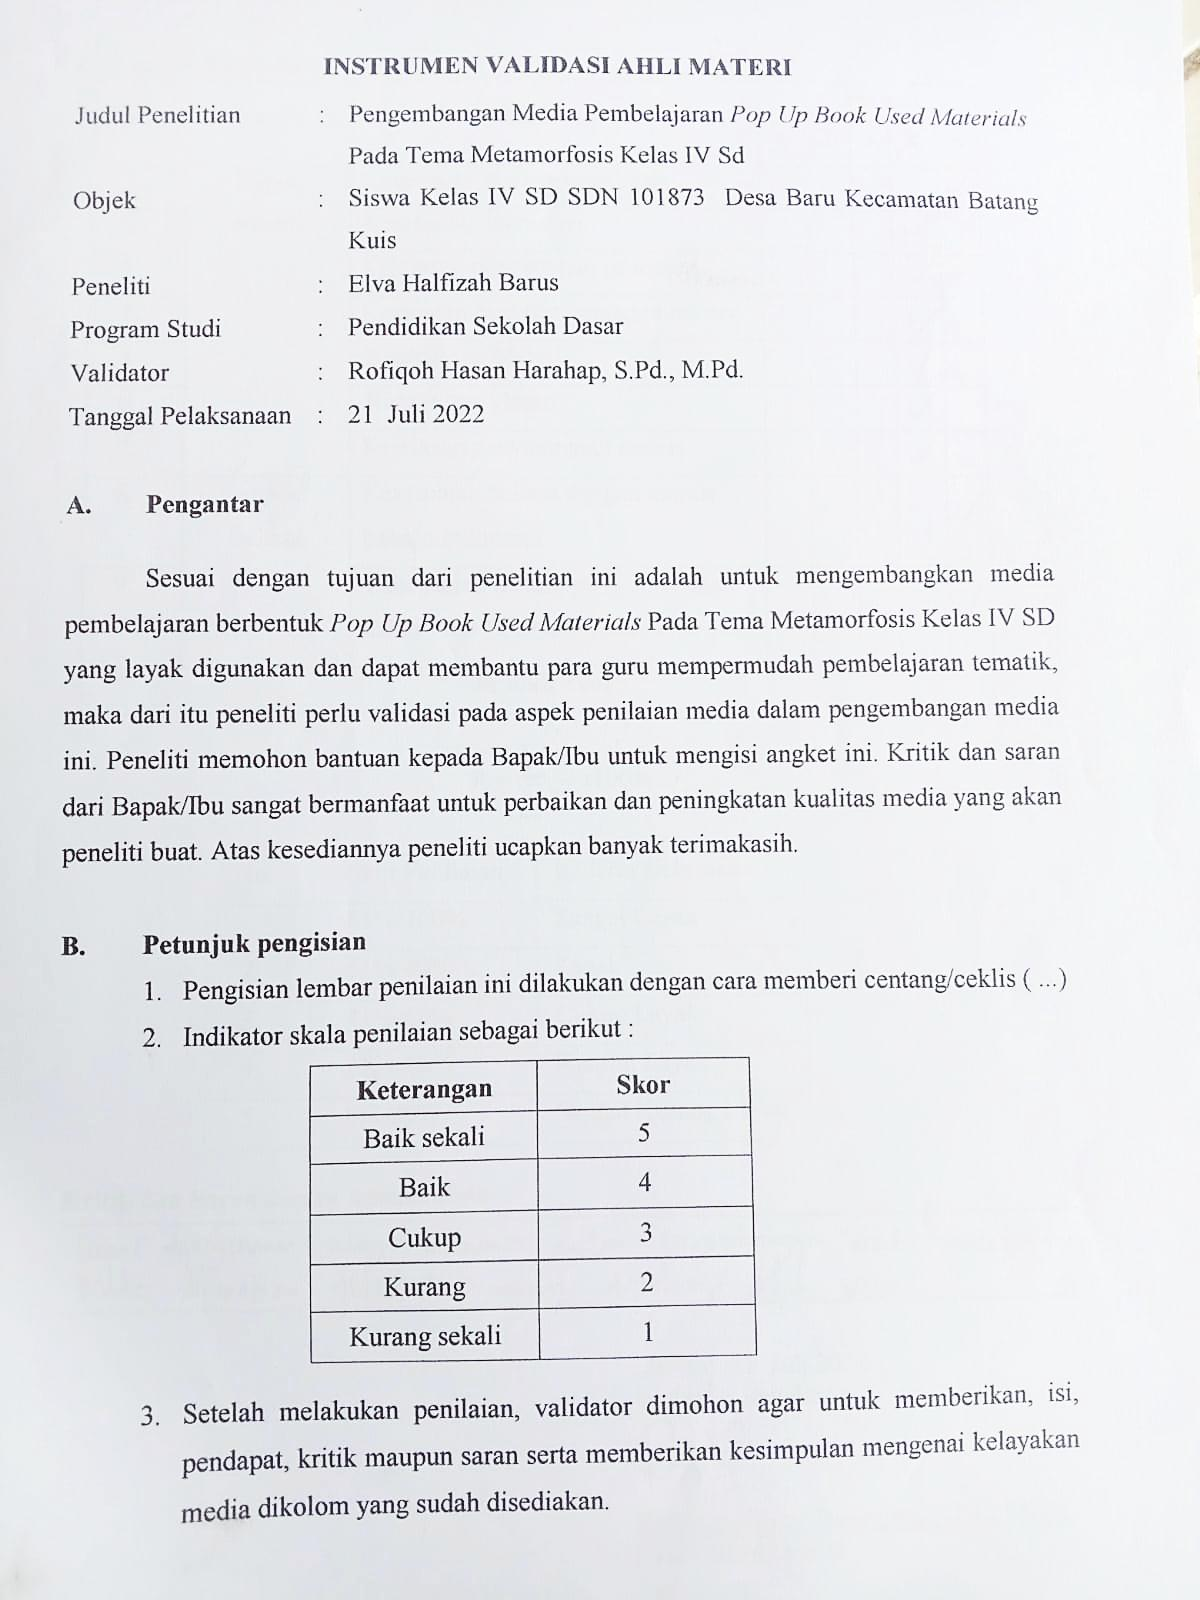 INSTRUMEN VALIDASI AHLI MATERI
Judul Penelitian : Pengembangan Media Pembelajaran Pop Up Book Used Materials
Pada Tema Metamorfosis Kelas IV Sd
Objek : Siswa Kelas IV SD SDN 101873 Desa Baru Kecamatan Batang
Kuis
Peneliti : Elva Halfizah Barus
Program Studi : Pendidikan Sekolah Dasar
Validator : Rofiqoh Hasan Harahap, S.Pd., M.Pd.
Tanggal Pelaksanaan : 21 Juli 2022
A. Pengantar
Sesuai dengan tujuan dari penelitian ini adalah untuk mengembangkan media
pembelajaran berbentuk Pop Up Book Used Materials Pada Tema Metamorfosis Kelas IV SD
yang layak digunakan dan dapat membantu para guru mempermudah pembelajaran tematik,
maka dari itu peneliti perlu validasi pada aspek penilaian media dalam pengembangan media
ini. Peneliti memohon bantuan kepada Bapak/Ibu untuk mengisi angket ini. Kritik dan saran
dari Bapak/Ibu sangat bermanfaat untuk perbaikan dan peningkatan kualitas media yang akan
peneliti buat. Atas kesediannya peneliti ucapkan banyak terimakasih.
B. Petunjuk pengisian
1. Pengisian lembar penilaian ini dilakukan dengan cara memberi centang/ceklis ( ...)
2. Indikator skala penilaian sebagai berikut :
Keterangan Skor
Baik sekali 5
Baik 4
Cukup 3
Kurang 2
Kurang sekali 1
3. Setelah melakukan penilaian, validator dimohon agar untuk memberikan, isi,
pendapat, kritik maupun saran serta memberikan kesimpulan mengenai kelayakan
media dikolom yang sudah disediakan.